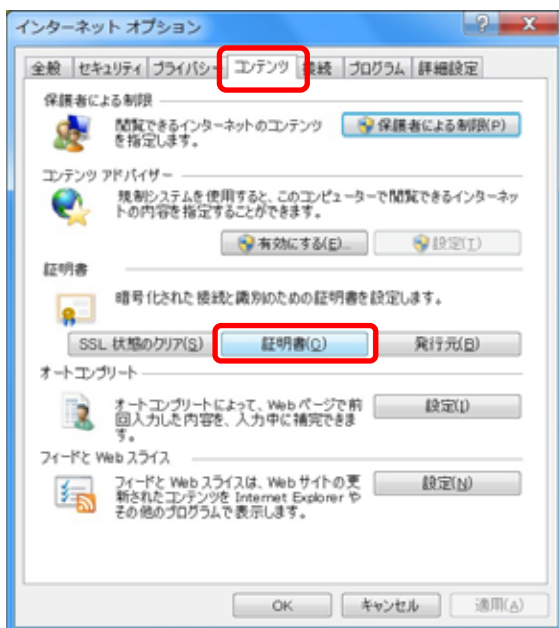 インターネット オプション
全般 セキュリティ プライバシー コンテンツ 接続 プログラム 詳細設定
保護者による制限
閲覧できるインターネットのコンテンツ
を指定します。
保護者による制限(P)
コンテンツ アドバイザー
規制システムを使用すると、このコンピューターで閲覧できるインターネッ
トの内容を指定することができます。
有効にする(E)... 設定(T)
証明書
暗号化された接続と識別のための証明書を設定します。
SSL 状態のクリア(S) 証明書(C) 発行元(B)
オートコンプリート
オートコンプリートによって、Web ページで前
回入力した内容を、入力中に補完できま
す。
設定(I)
フィードと Web スライス
フィードと Web スライスは、Web サイトの更
新されたコンテンツを Internet Explorer や
その他のプログラムで表示します。
設定(N)
OK キャンセル 適用(A)